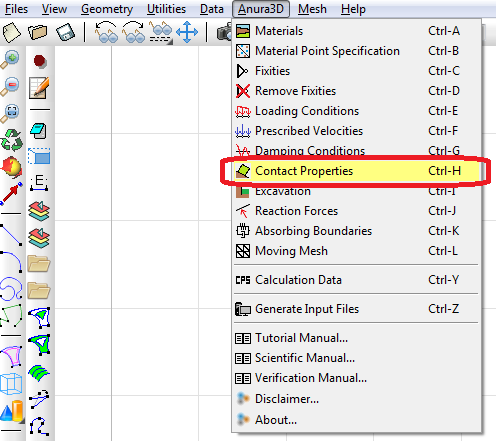 Files View Geometry Utilities Data Anura3D Mesh Help
Materials Ctrl-A
Material Point Specification Ctrl-B
Fixities Ctrl-C
Remove Fixities Ctrl-D
Loading Conditions Ctrl-E
Prescribed Velocities Ctrl-F
Damping Conditions Ctrl-G
Contact Properties Ctrl-H
Excavation Ctrl-I
Reaction Forces Ctrl-J
Absorbing Boundaries Ctrl-K
Moving Mesh Ctrl-L
CPS Calculation Data Ctrl-Y
Generate Input Files Ctrl-Z
Tutorial Manual...
Scientific Manual...
Verification Manual...
Disclaimer...
About...
.E.